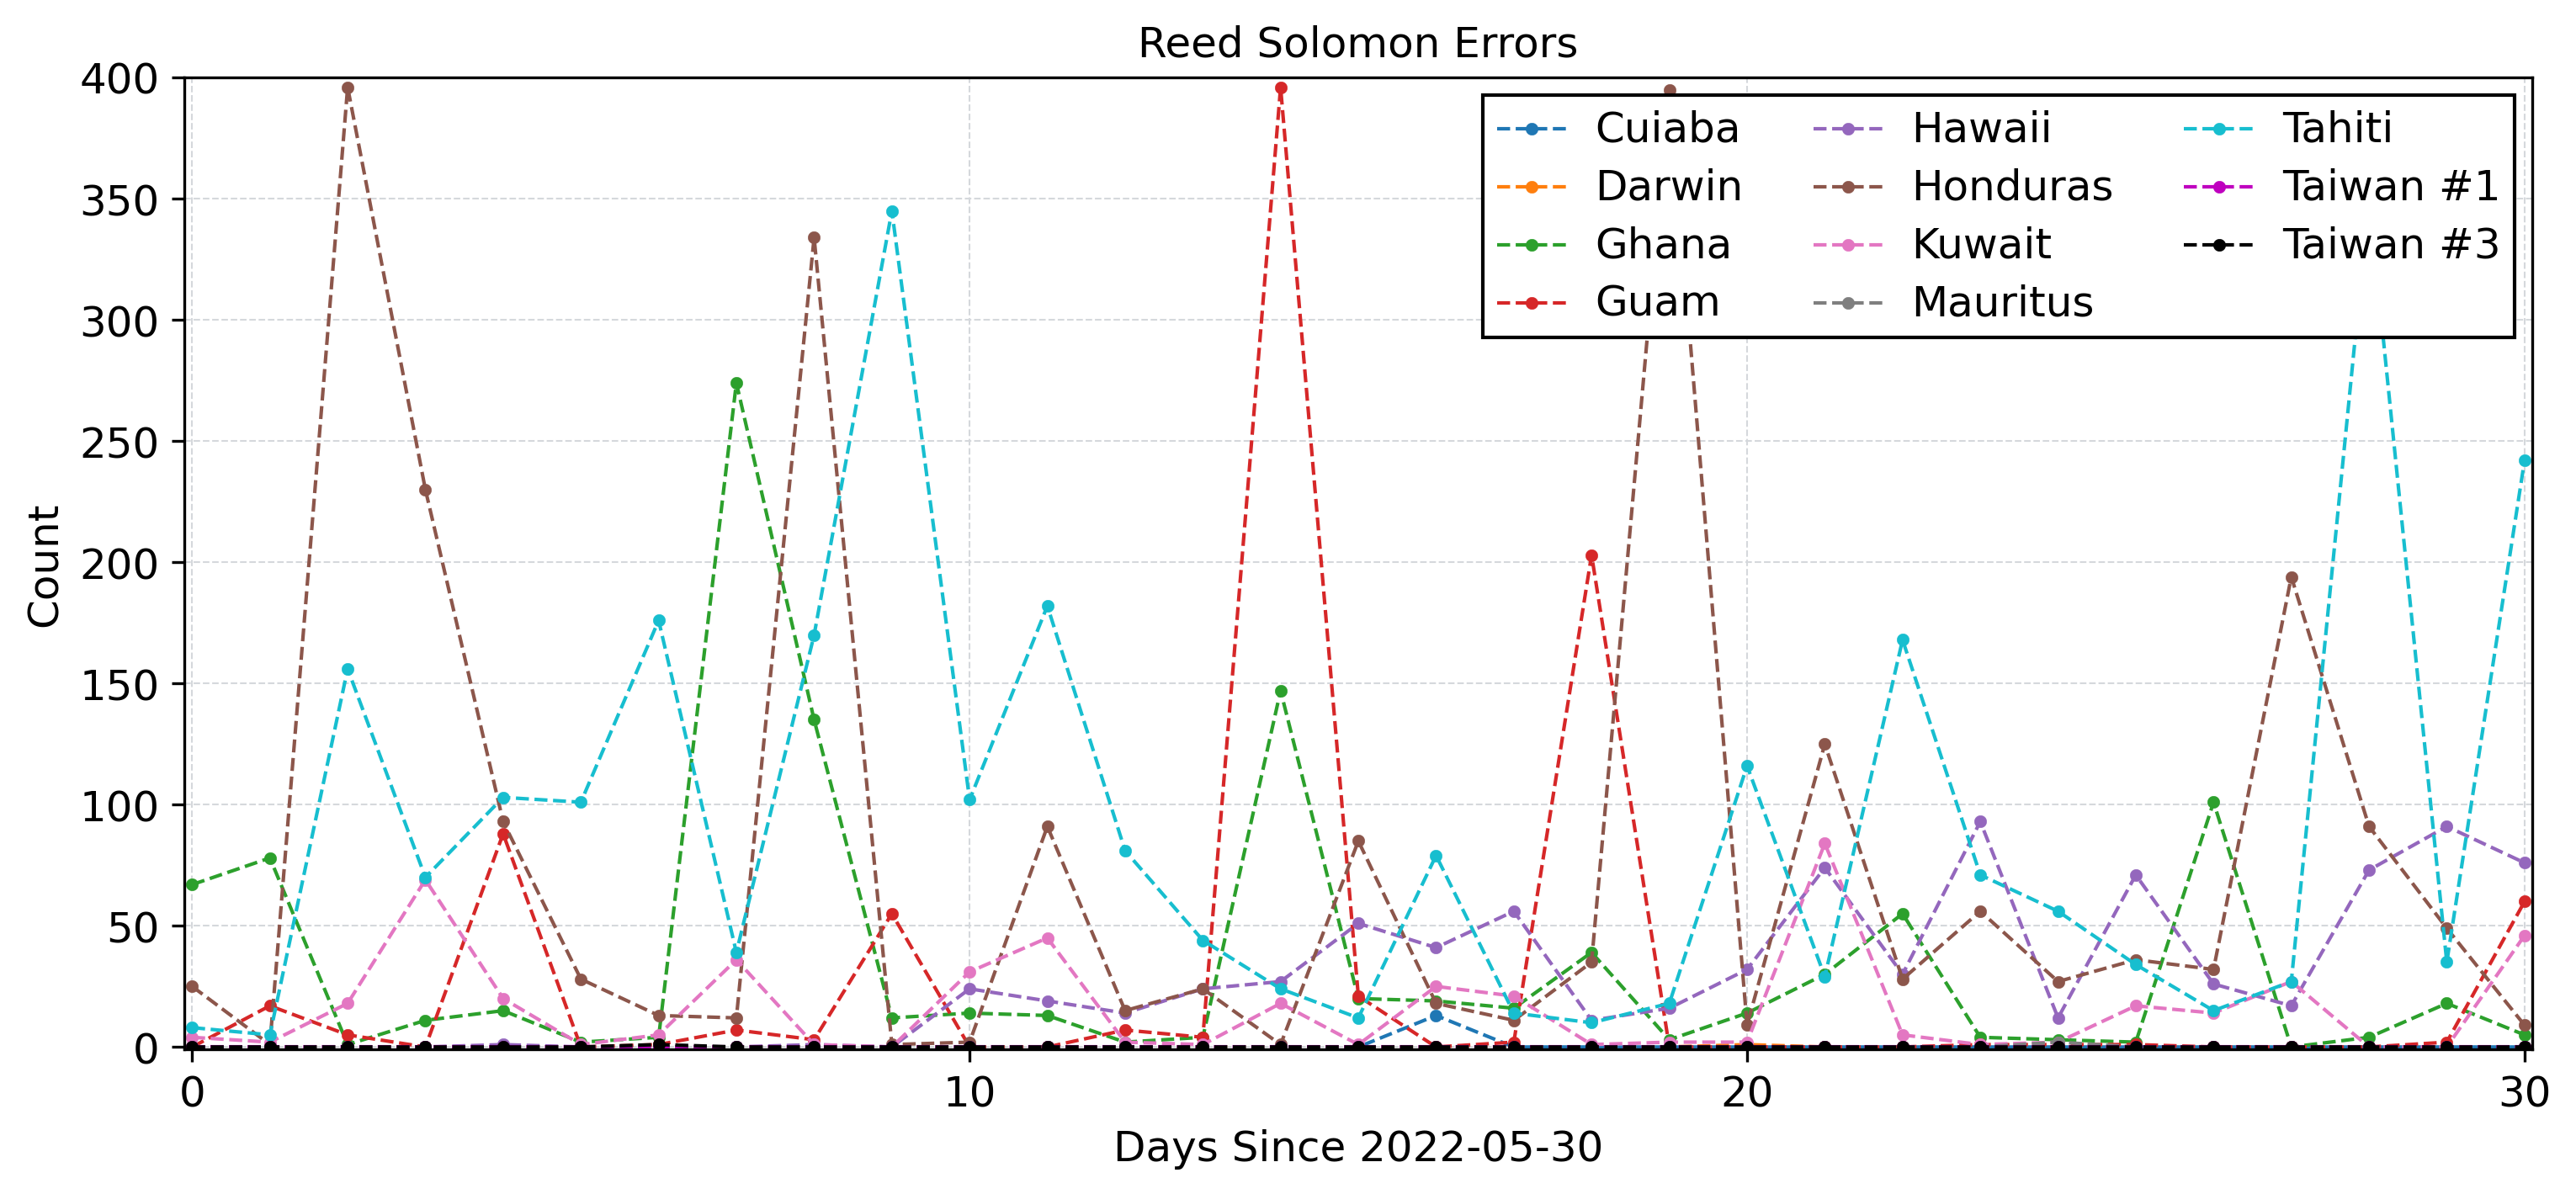 Reed Solomon Errors
400
350
300
250
200
150
100
50
0
Count
Cuiaba
Darwin
Ghana
Guam
Hawaii
Honduras
Kuwait
Mauritus
Tahiti
Taiwan #1
Taiwan #3
0 10 20 30
Days Since 2022-05-30